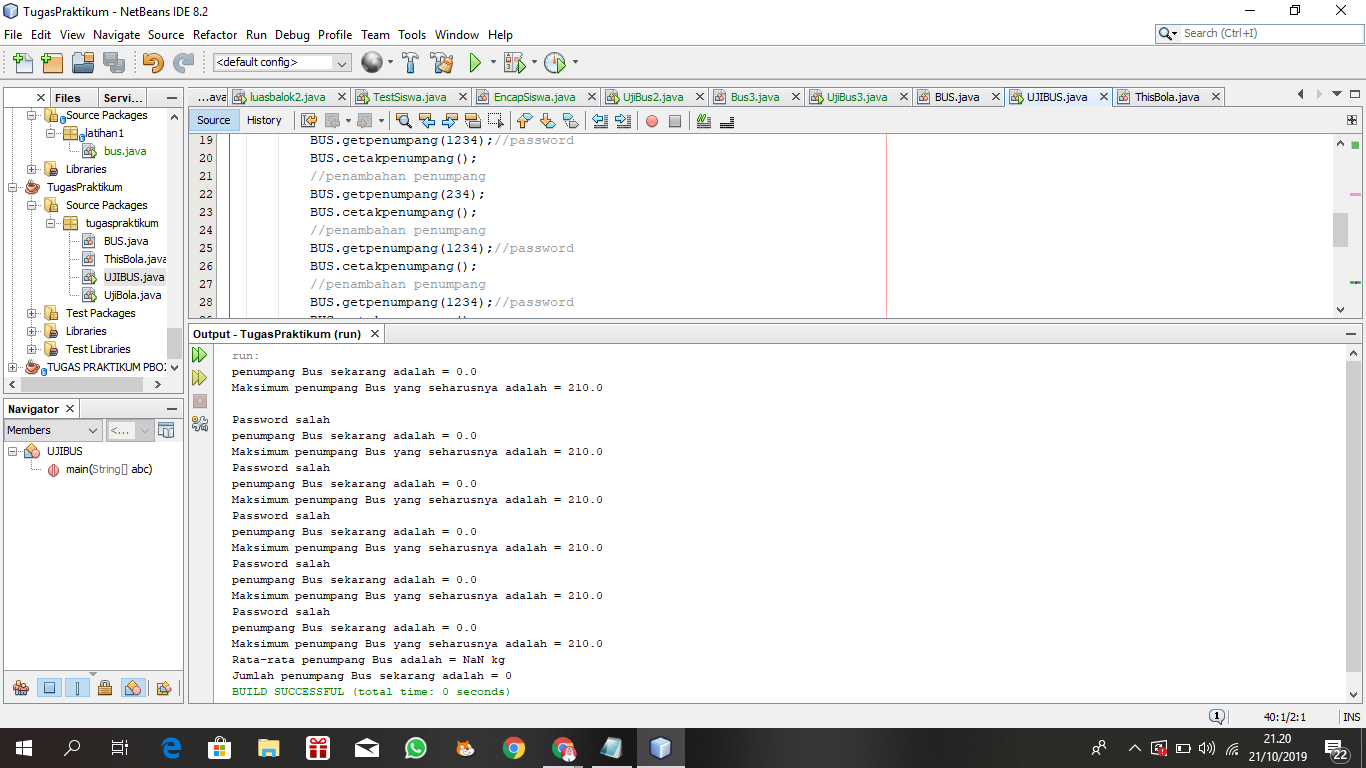 TugasPraktikum - NetBeans IDE 8.2
File Edit View Navigate Source Refactor Run Debug Profile Team Tools Window Help
Search (Ctrl+I)
<default config>
Files Servi...
Source Packages
latihan1
bus.java
Libraries
TugasPraktikum
Source Packages
tugaspraktikum
BUS.java
ThisBola.java
UJIBUS.java
UjiBola.java
Test Packages
Libraries
Test Libraries
TUGAS PRAKTIKUM PBO
Navigator
Members <...
UJIBUS
main(String[] abc)
...ava luasbalok2.java TestSiswa.java EncapSiswa.java UjiBus2.java Bus3.java UjiBus3.java BUS.java UJIBUS.java ThisBola.java
Source History
19 BUS.getpenumpang(1234);//password
20 BUS.cetakpenumpang();
21 //penambahan penumpang
22 BUS.getpenumpang(234);
23 BUS.cetakpenumpang();
24 //penambahan penumpang
25 BUS.getpenumpang(1234);//password
26 BUS.cetakpenumpang();
27 //penambahan penumpang
28 BUS.getpenumpang(1234);//password
Output - TugasPraktikum (run)
run:
penumpang Bus sekarang adalah = 0.0
Maksimum penumpang Bus yang seharusnya adalah = 210.0
Password salah
penumpang Bus sekarang adalah = 0.0
Maksimum penumpang Bus yang seharusnya adalah = 210.0
Password salah
penumpang Bus sekarang adalah = 0.0
Maksimum penumpang Bus yang seharusnya adalah = 210.0
Password salah
penumpang Bus sekarang adalah = 0.0
Maksimum penumpang Bus yang seharusnya adalah = 210.0
Password salah
penumpang Bus sekarang adalah = 0.0
Maksimum penumpang Bus yang seharusnya adalah = 210.0
Password salah
penumpang Bus sekarang adalah = 0.0
Maksimum penumpang Bus yang seharusnya adalah = 210.0
Rata-rata penumpang Bus adalah = NaN kg
Jumlah penumpang Bus sekarang adalah = 0
BUILD SUCCESSFUL (total time: 0 seconds)
1 40:1/2:1 INS
21.20
21/10/2019
22